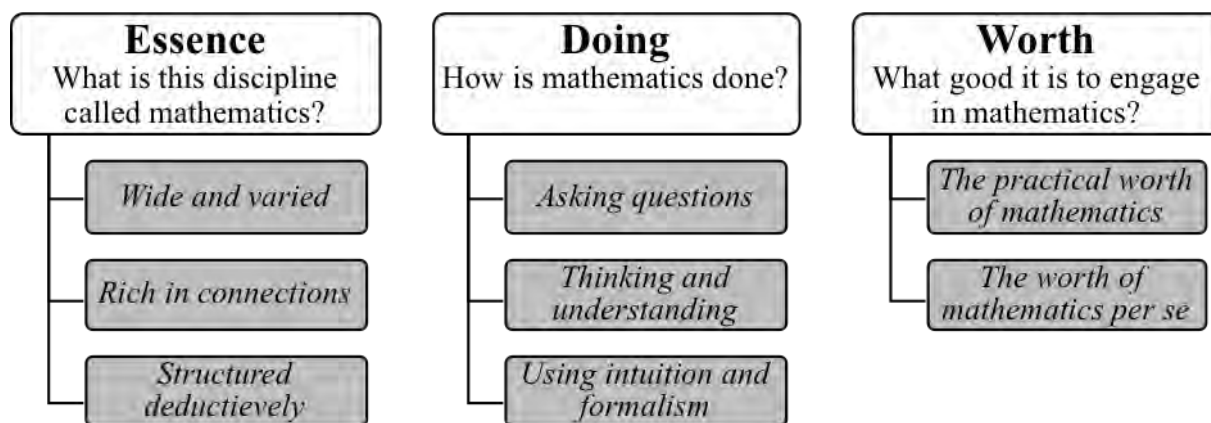 Essence
What is this discipline
called mathematics?
Wide and varied
Rich in connections
Structured
deductievely
Doing
How is mathematics done?
Asking questions
Thinking and
understanding
Using intuition and
formalism
Worth
What good it is to engage
in mathematics?
The practical worth
of mathematics
The worth of
mathematics per se